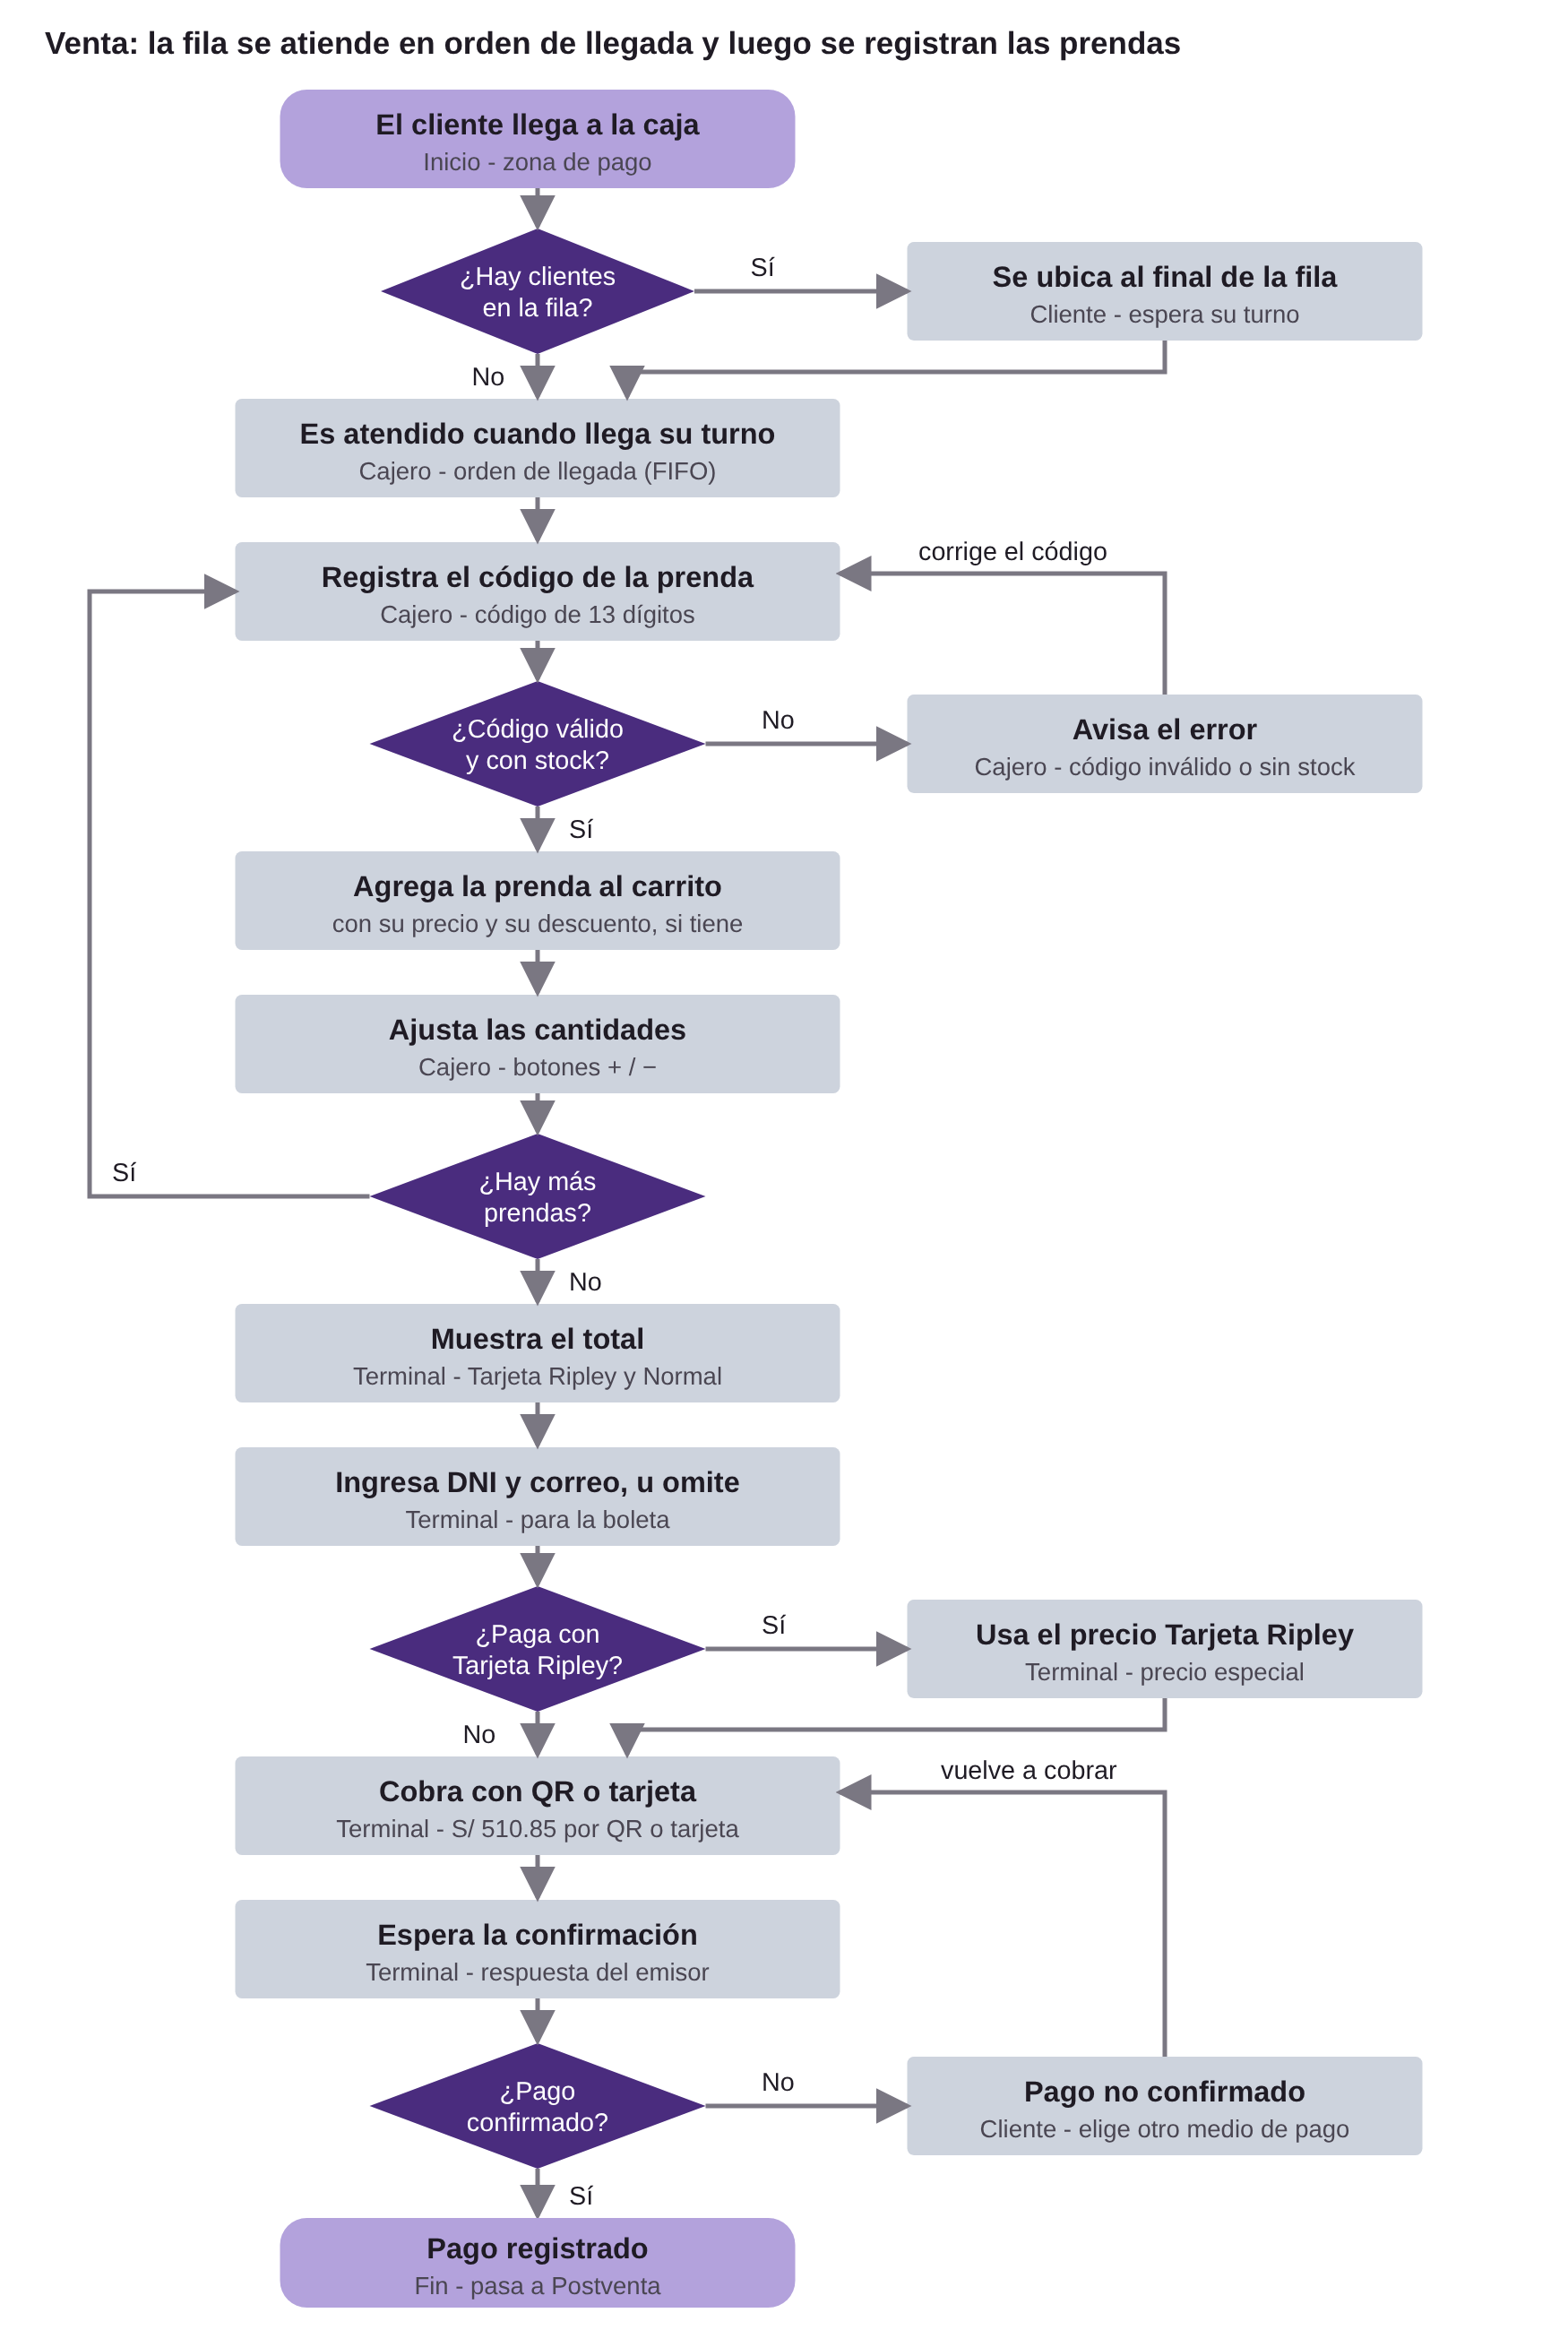 Venta: la fila se atiende en orden de llegada y luego se registran las prendas
El cliente llega a la caja
Inicio - zona de pago
¿Hay clientes
en la fila?
Sí
Se ubica al final de la fila
Cliente - espera su turno
No
Es atendido cuando llega su turno
Cajero - orden de llegada (FIFO)
corrige el código
Registra el código de la prenda
Cajero - código de 13 dígitos
¿Código válido
y con stock?
No
Avisa el error
Cajero - código inválido o sin stock
Sí
Agrega la prenda al carrito
con su precio y su descuento, si tiene
Ajusta las cantidades
Cajero - botones + / −
¿Hay más
prendas?
Sí
No
Muestra el total
Terminal - Tarjeta Ripley y Normal
Ingresa DNI y correo, u omite
Terminal - para la boleta
¿Paga con
Tarjeta Ripley?
Sí
Usa el precio Tarjeta Ripley
Terminal - precio especial
No
vuelve a cobrar
Cobra con QR o tarjeta
Terminal - S/ 510.85 por QR o tarjeta
Espera la confirmación
Terminal - respuesta del emisor
¿Pago
confirmado?
No
Pago no confirmado
Cliente - elige otro medio de pago
Sí
Pago registrado
Fin - pasa a Postventa